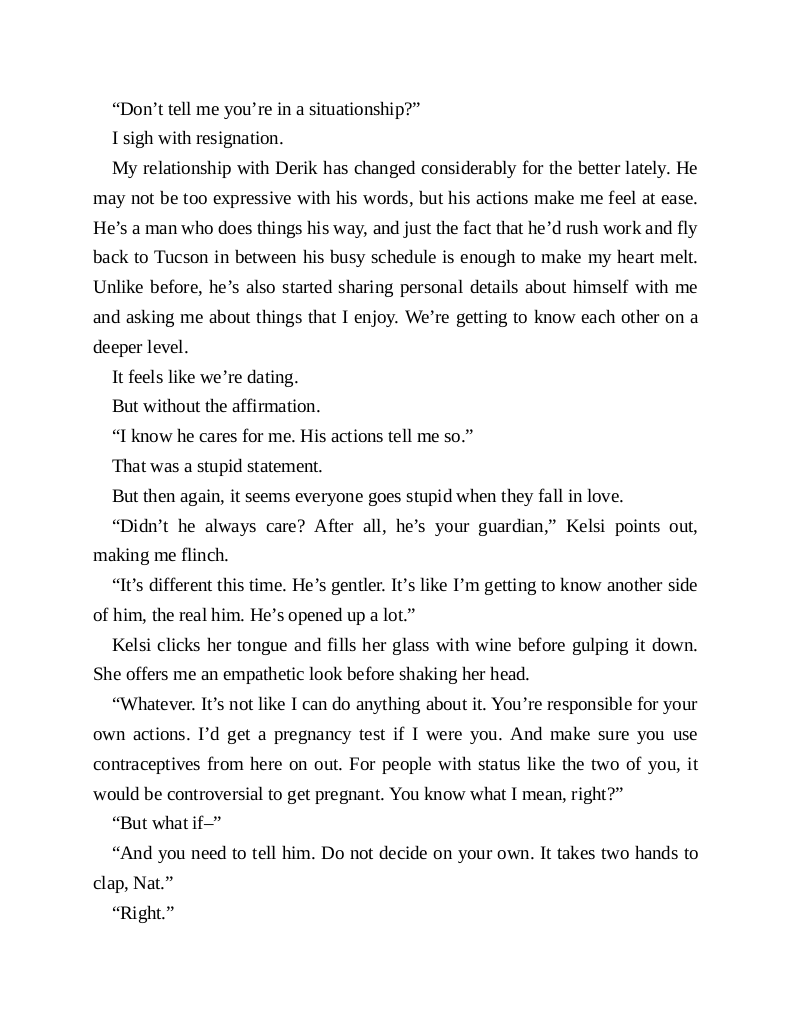 “Don’t tell me you’re in a situationship?”
I sigh with resignation.
My relationship with Derik has changed considerably for the better lately. He
may not be too expressive with his words, but his actions make me feel at ease.
He’s a man who does things his way, and just the fact that he’d rush work and fly
back to Tucson in between his busy schedule is enough to make my heart melt.
Unlike before, he’s also started sharing personal details about himself with me
and asking me about things that I enjoy. We’re getting to know each other on a
deeper level.
It feels like we’re dating.
But without the affirmation.
“I know he cares for me. His actions tell me so.”
That was a stupid statement.
But then again, it seems everyone goes stupid when they fall in love.
“Didn’t he always care? After all, he’s your guardian,” Kelsi points out,
making me flinch.
“It’s different this time. He’s gentler. It’s like I’m getting to know another side
of him, the real him. He’s opened up a lot.”
Kelsi clicks her tongue and fills her glass with wine before gulping it down.
She offers me an empathetic look before shaking her head.
“Whatever. It’s not like I can do anything about it. You’re responsible for your
own actions. I’d get a pregnancy test if I were you. And make sure you use
contraceptives from here on out. For people with status like the two of you, it
would be controversial to get pregnant. You know what I mean, right?”
“But what if–”
“And you need to tell him. Do not decide on your own. It takes two hands to
clap, Nat.”
“Right.”